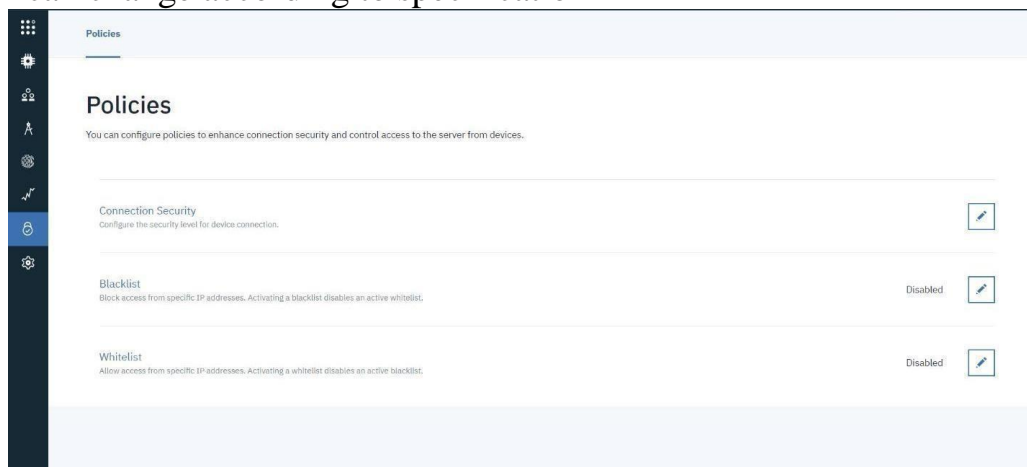 Policies
Policies
You can configure policies to enhance connection security and control access to the server from devices.
Connection Security
Configure the security level for device connection.
Blacklist
Block access from specific IP addresses. Activating a blacklist disables an active whitelist.
Disabled
Whitelist
Allow access from specific IP addresses. Activating a whitelist disables an active blacklist.
Disabled